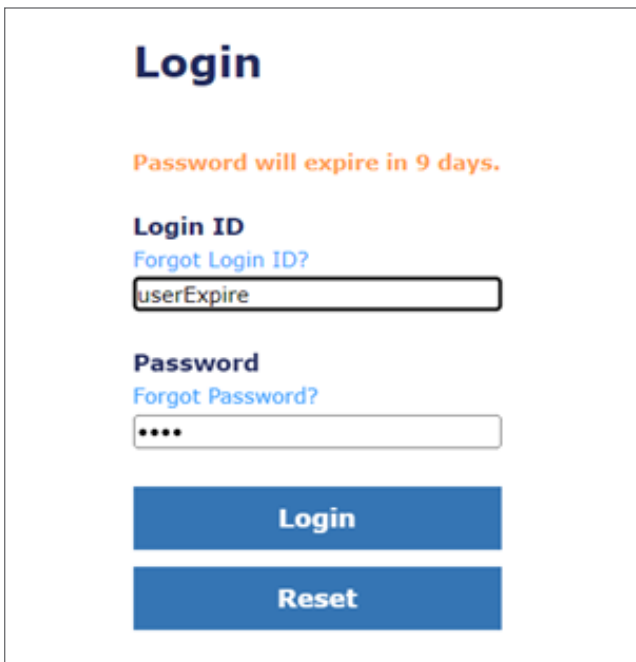 Login
Password will expire in 9 days.
Login ID
Forgot Login ID?
userExpire
Password
Forgot Password?
••••
Login
Reset